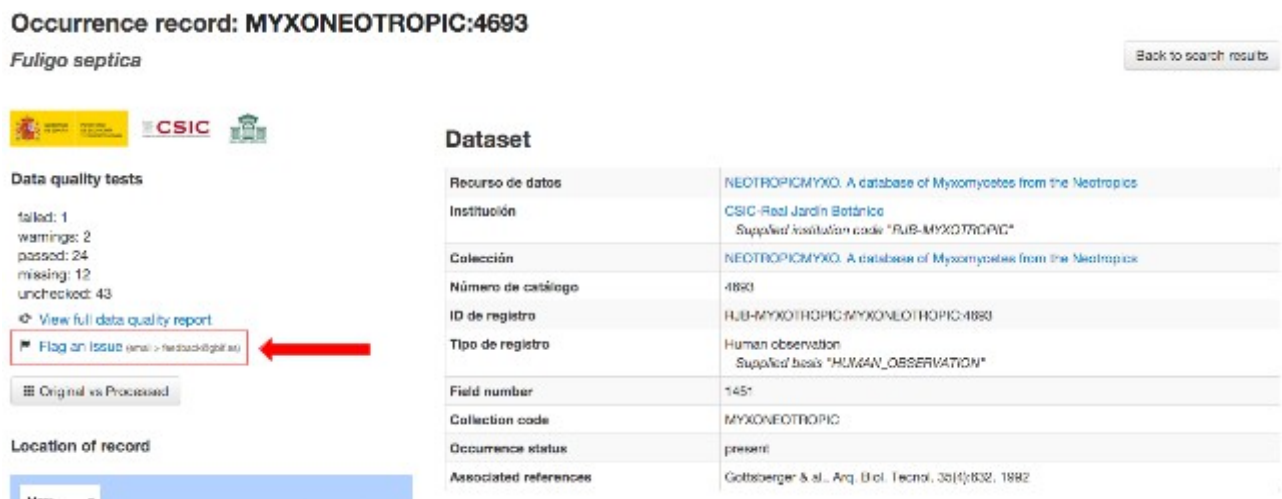 Occurrence record: MYXONEOTROPIC:4693
Fuligo septica
Back to search results
CSIC
Data quality tests
failed: 1
warnings: 2
passed: 24
missing: 12
unchecked: 43
View full data quality report
Flag an issue (email > feedback@gbif.es)
Original vs Processed
Location of record
Dataset
Recurso de datos NEOTROPICMYXO. A database of Myxomycetes from the Neotropics
Institución CSIC-Real Jardín Botánico
Supplied institution code "RJB-MYXOTROPIC"
Colección NEOTROPICMYXO. A database of Myxomycetes from the Neotropics
Número de catálogo 4693
ID de registro RJB-MYXOTROPIC:MYXONEOTROPIC:4693
Tipo de registro Human observation
Supplied basis "HUMAN_OBSERVATION"
Field number 1451
Collection code MYXONEOTROPIC
Occurrence status present
Associated references Gottsberger & al., Arq. Biol. Tecnol. 35(4):632. 1992